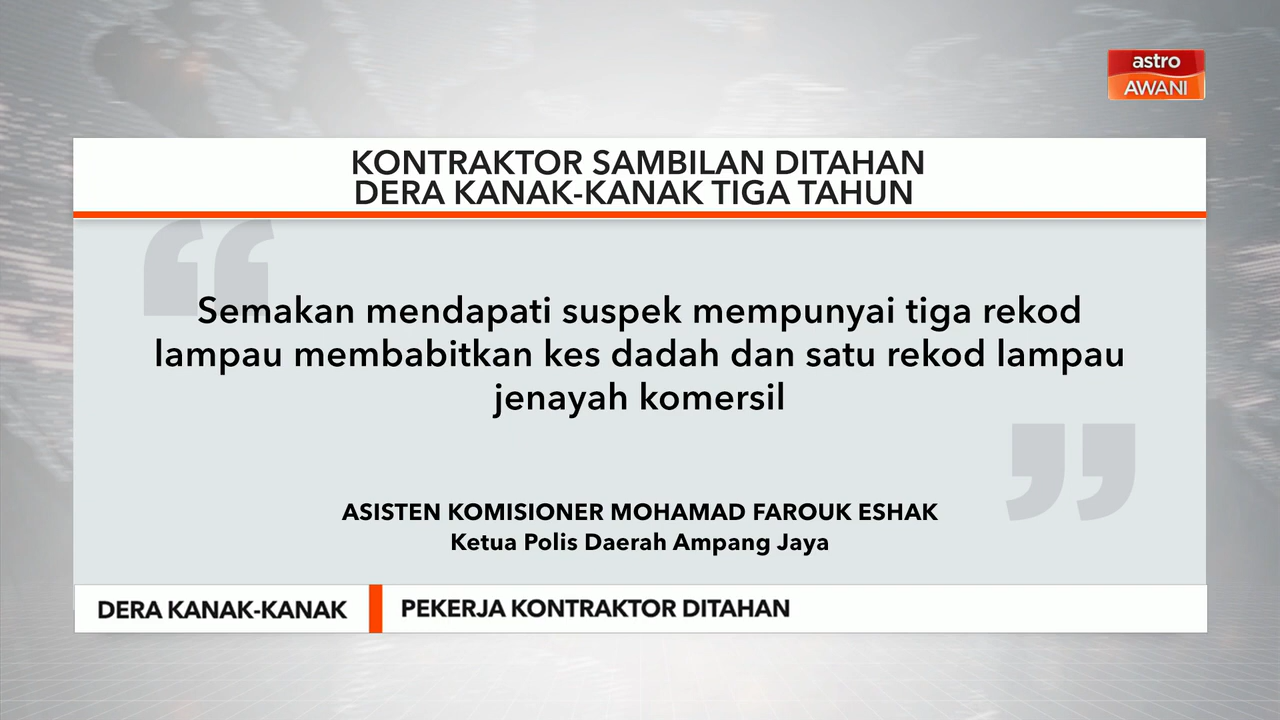 astro
AWANI
KONTRAKTOR SAMBILAN DITAHAN
DERA KANAK-KANAK TIGA TAHUN
“
Semakan mendapati suspek mempunyai tiga rekod
lampau membabitkan kes dadah dan satu rekod lampau
jenayah komersil
”
ASISTEN KOMISIONER MOHAMAD FAROUK ESHAK
Ketua Polis Daerah Ampang Jaya
DERA KANAK-KANAK
PEKERJA KONTRAKTOR DITAHAN